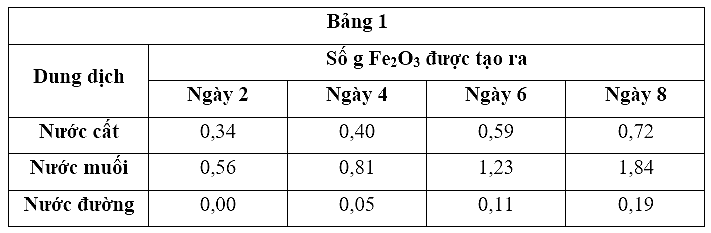 Bảng 1
Dung dịch
Số g Fe₂O₃ được tạo ra
Ngày 2 Ngày 4 Ngày 6 Ngày 8
Nước cất 0,34 0,40 0,59 0,72
Nước muối 0,56 0,81 1,23 1,84
Nước đường 0,00 0,05 0,11 0,19